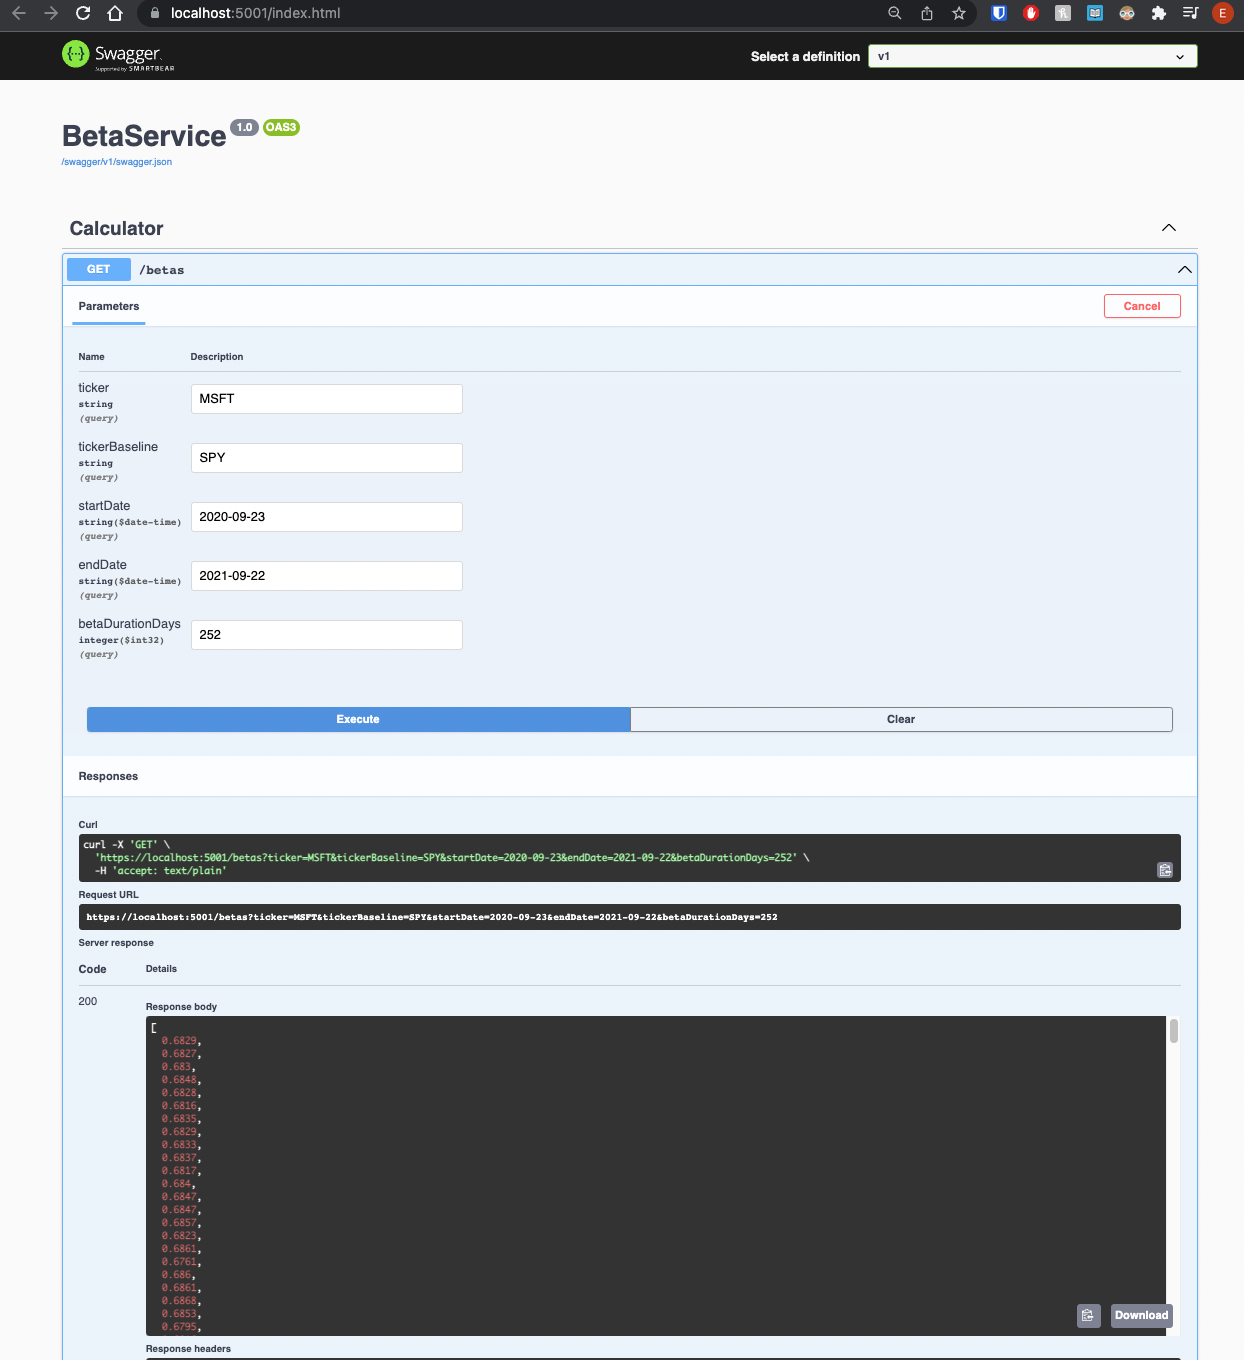 localhost:5001/index.html
E
Swagger
Supported by SMARTBEAR
Select a definition
v1
BetaService 1.0 OAS3
/swagger/v1/swagger.json
Calculator
GET /betas
Parameters
Cancel
Name Description
ticker
string
(query)
MSFT
tickerBaseline
string
(query)
SPY
startDate
string($date-time)
(query)
2020-09-23
endDate
string($date-time)
(query)
2021-09-22
betaDurationDays
integer($int32)
(query)
252
Execute
Clear
Responses
Curl
curl -X 'GET' \
'https://localhost:5001/betas?ticker=MSFT&tickerBaseline=SPY&startDate=2020-09-23&endDate=2021-09-22&betaDurationDays=252' \
-H 'accept: text/plain'
Request URL
https://localhost:5001/betas?ticker=MSFT&tickerBaseline=SPY&startDate=2020-09-23&endDate=2021-09-22&betaDurationDays=252
Server response
Code Details
200
Response body
[
0.6829,
0.6827,
0.683,
0.6848,
0.6828,
0.6816,
0.6835,
0.6829,
0.6833,
0.6837,
0.6817,
0.684,
0.6847,
0.6847,
0.6857,
0.6823,
0.6861,
0.6761,
0.686,
0.6861,
0.6868,
0.6853,
0.6795,
Download
Response headers